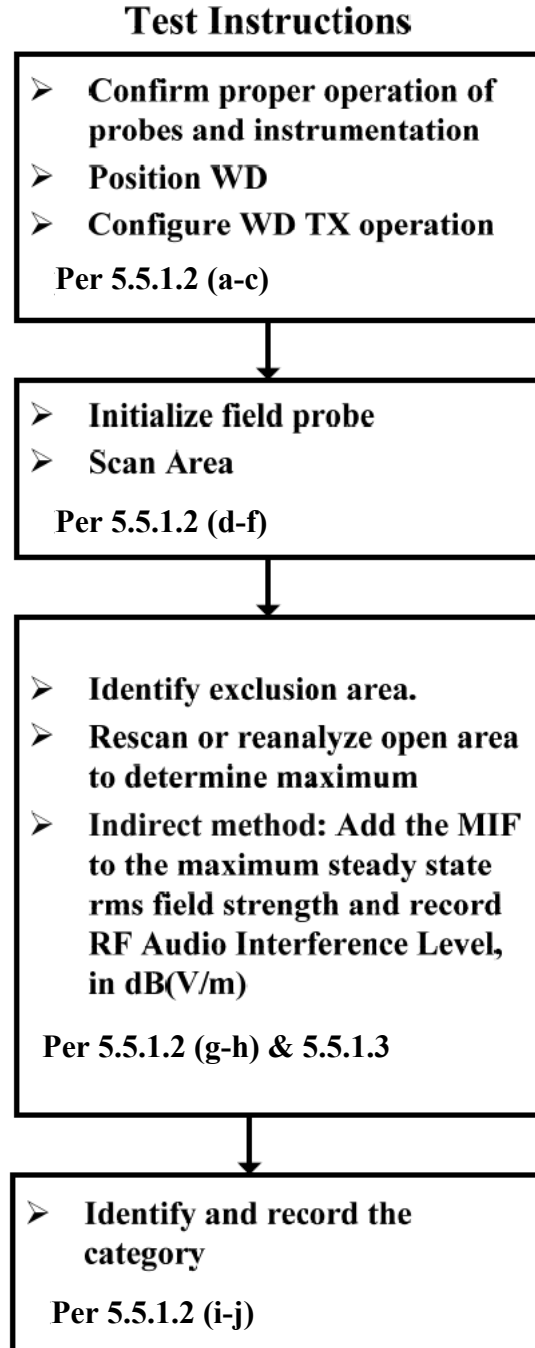 Test Instructions
➢ Confirm proper operation of
probes and instrumentation
➢ Position WD
➢ Configure WD TX operation
Per 5.5.1.2 (a-c)
➢ Initialize field probe
➢ Scan Area
Per 5.5.1.2 (d-f)
➢ Identify exclusion area.
➢ Rescan or reanalyze open area
to determine maximum
➢ Indirect method: Add the MIF
to the maximum steady state
rms field strength and record
RF Audio Interference Level,
in dB(V/m)
Per 5.5.1.2 (g-h) & 5.5.1.3
➢ Identify and record the
category
Per 5.5.1.2 (i-j)